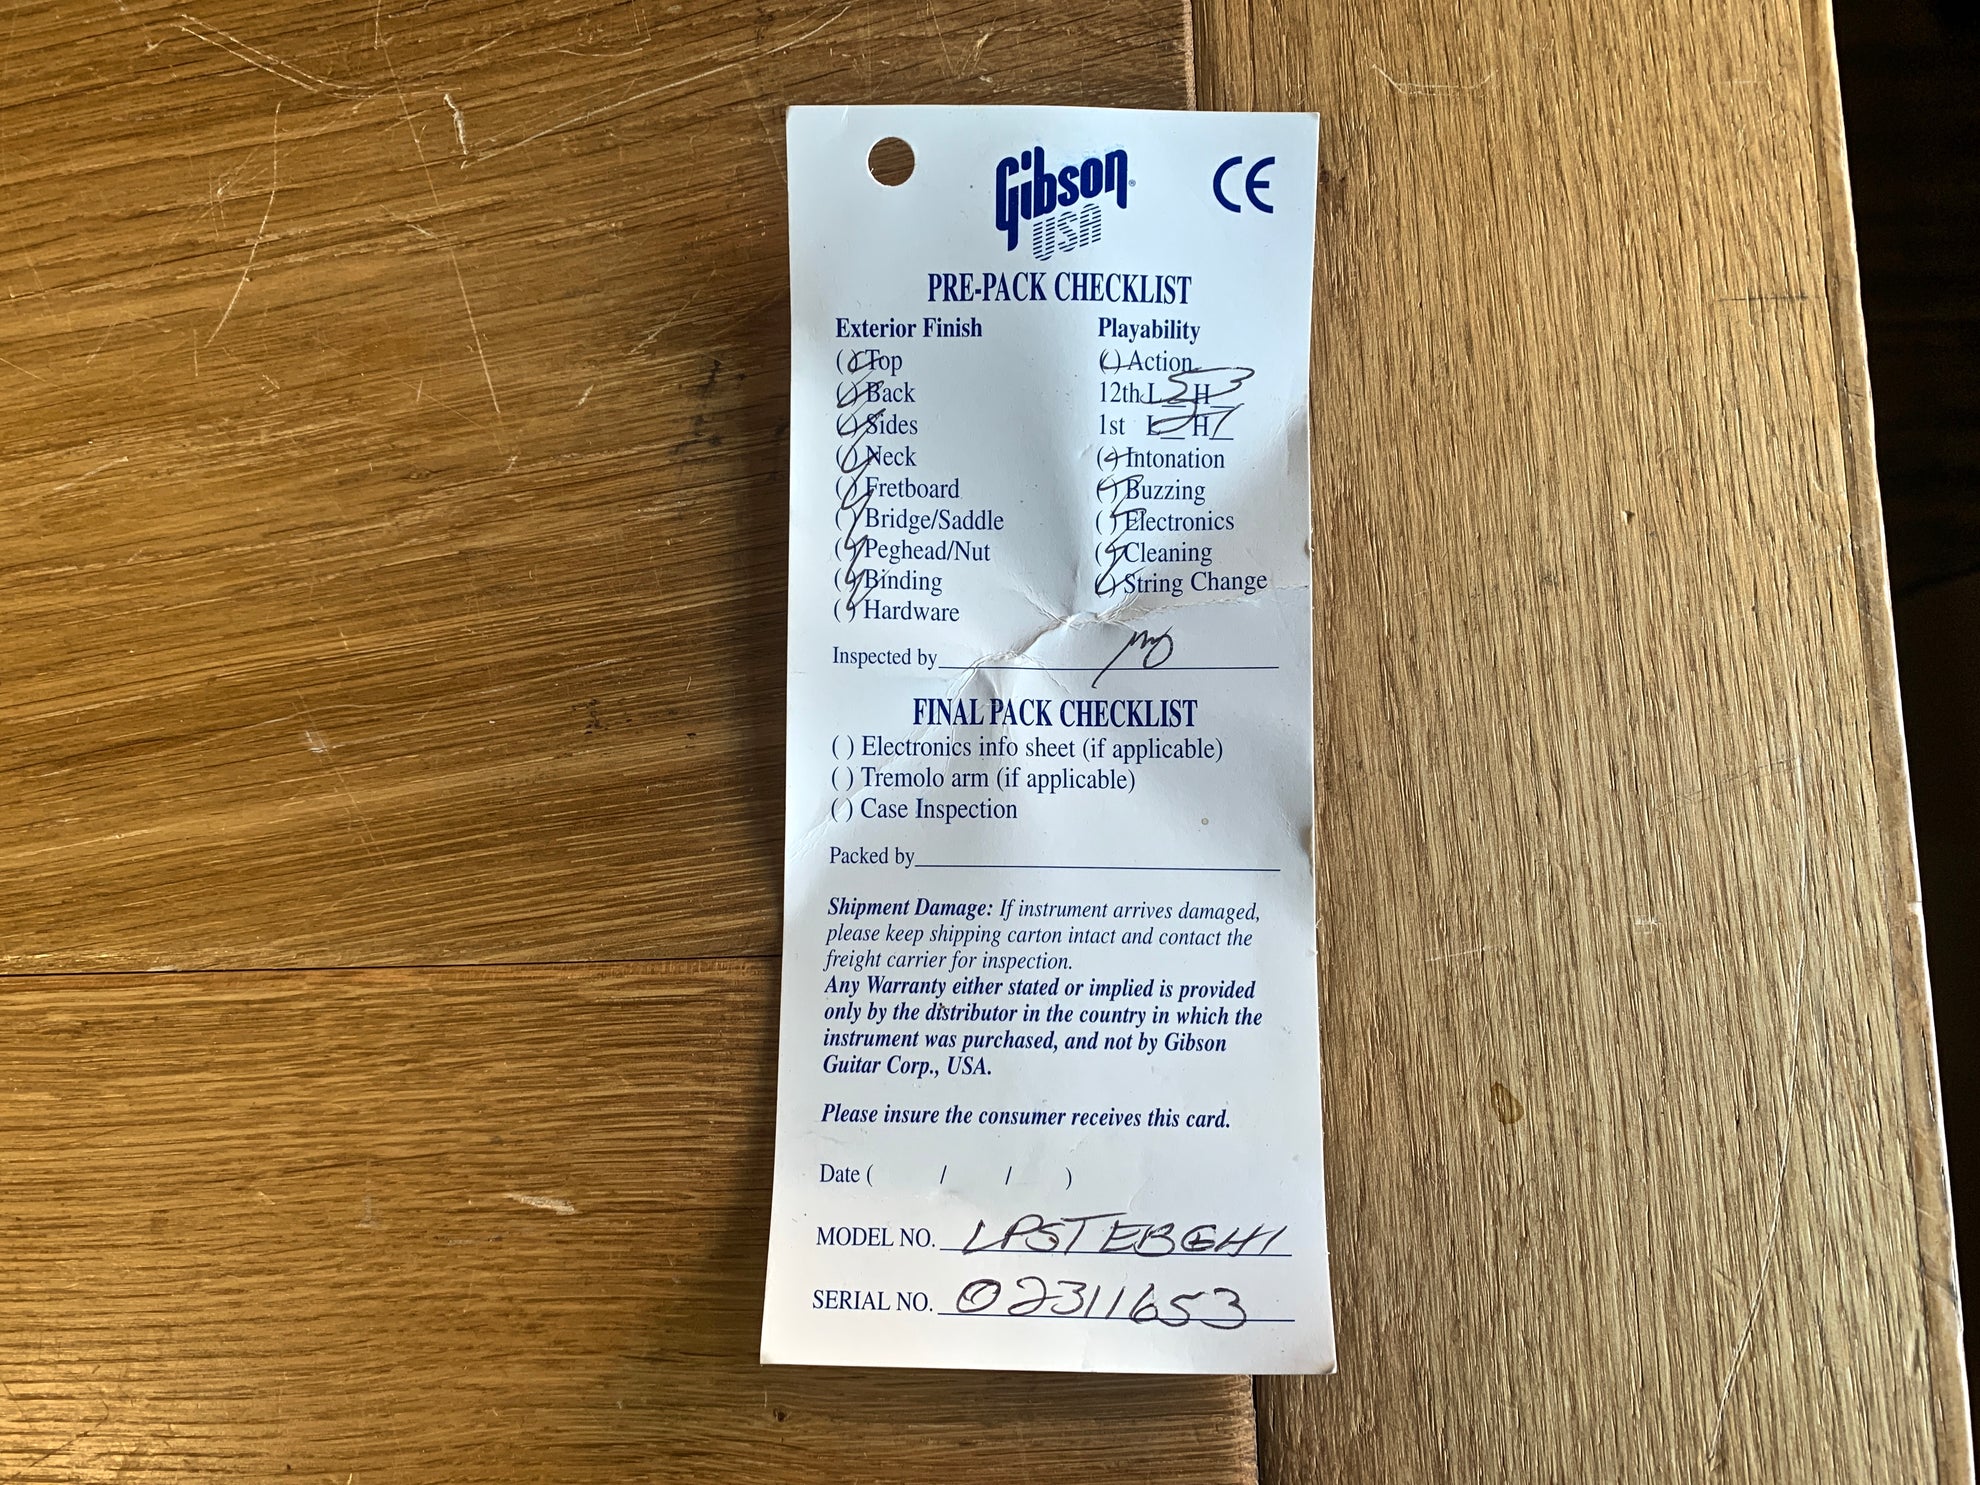 Gibson
USA
CE
PRE-PACK CHECKLIST
Exterior Finish
( ) Top
( ) Back
( ) Sides
( ) Neck
( ) Fretboard
( ) Bridge/Saddle
( ) Peghead/Nut
( ) Binding
( ) Hardware
Playability
( ) Action
12th L 5 H 3
1st L H
( ) Intonation
( ) Buzzing
( ) Electronics
( ) Cleaning
( ) String Change
Inspected by
FINAL PACK CHECKLIST
( ) Electronics info sheet (if applicable)
( ) Tremolo arm (if applicable)
( ) Case Inspection
Packed by
Shipment Damage: If instrument arrives damaged,
please keep shipping carton intact and contact the
freight carrier for inspection.
Any Warranty either stated or implied is provided
only by the distributor in the country in which the
instrument was purchased, and not by Gibson
Guitar Corp., USA.
Please insure the consumer receives this card.
Date ( / / )
MODEL NO. LPSTEBGH1
SERIAL NO. 02311653